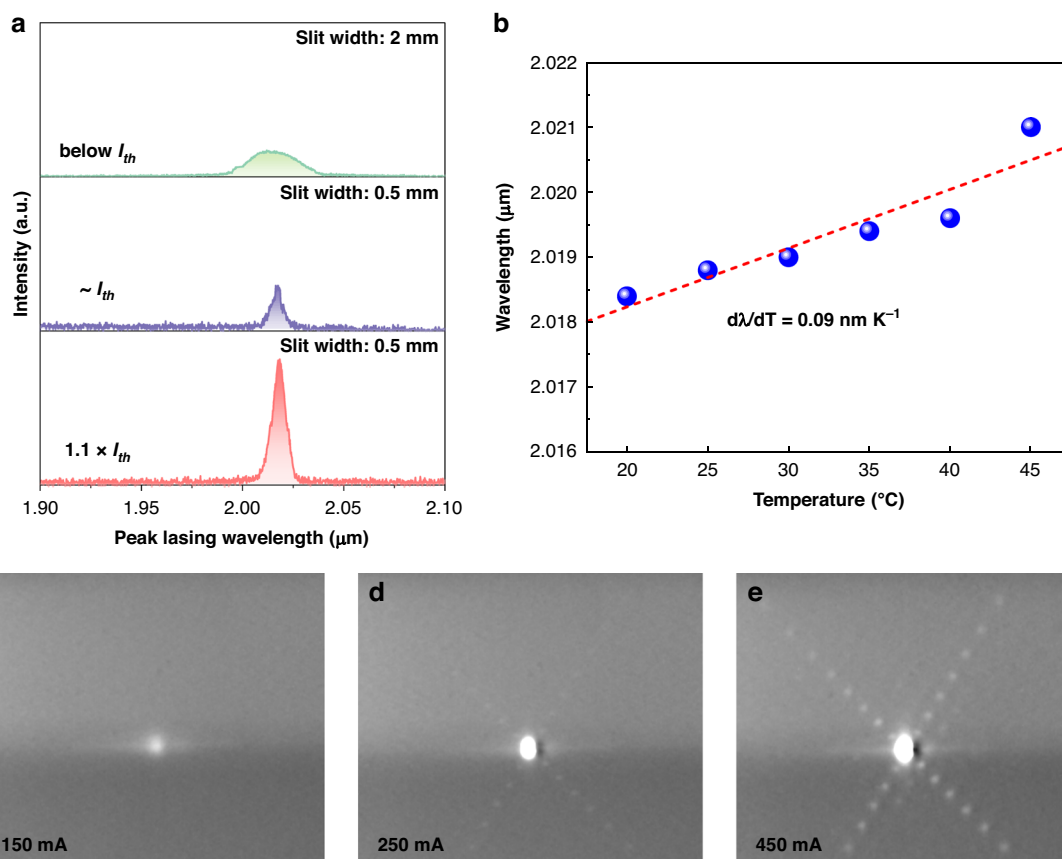 a
Slit width: 2 mm
below Ith
Slit width: 0.5 mm
~ Ith
Slit width: 0.5 mm
1.1 × Ith
Intensity (a.u.)
1.90 1.95 2.00 2.05 2.10
Peak lasing wavelength (μm)
b
2.022
2.021
2.020
2.019
2.018
2.017
2.016
Wavelength (μm)
dλ/dT = 0.09 nm K⁻¹
20 25 30 35 40 45
Temperature (°C)
150 mA
d
250 mA
e
450 mA